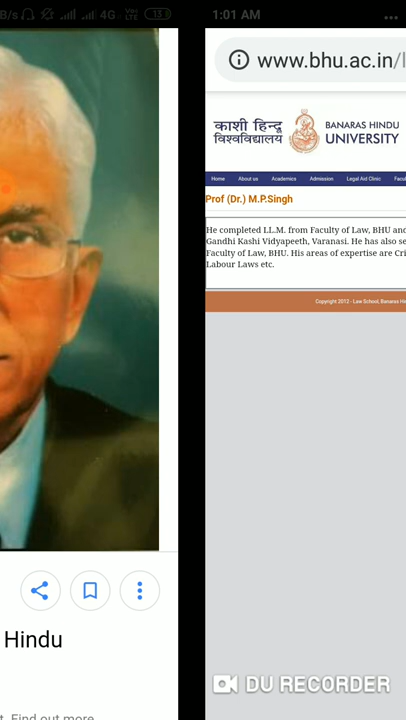 B/s 4G VoLTE 13
Hindu
Find out more
1:01 AM
www.bhu.ac.in/l
काशी हिन्दू
विश्वविद्यालय
BANARAS HINDU
UNIVERSITY
Home About us Academics Admission Legal Aid Clinic Facul
Prof (Dr.) M.P.Singh
He completed LL.M. from Faculty of Law, BHU and
Gandhi Kashi Vidyapeeth, Varanasi. He has also se
Faculty of Law, BHU. His areas of expertise are Cri
Labour Laws etc.
Copyright 2012 - Law School, Banaras Hin
DU RECORDER